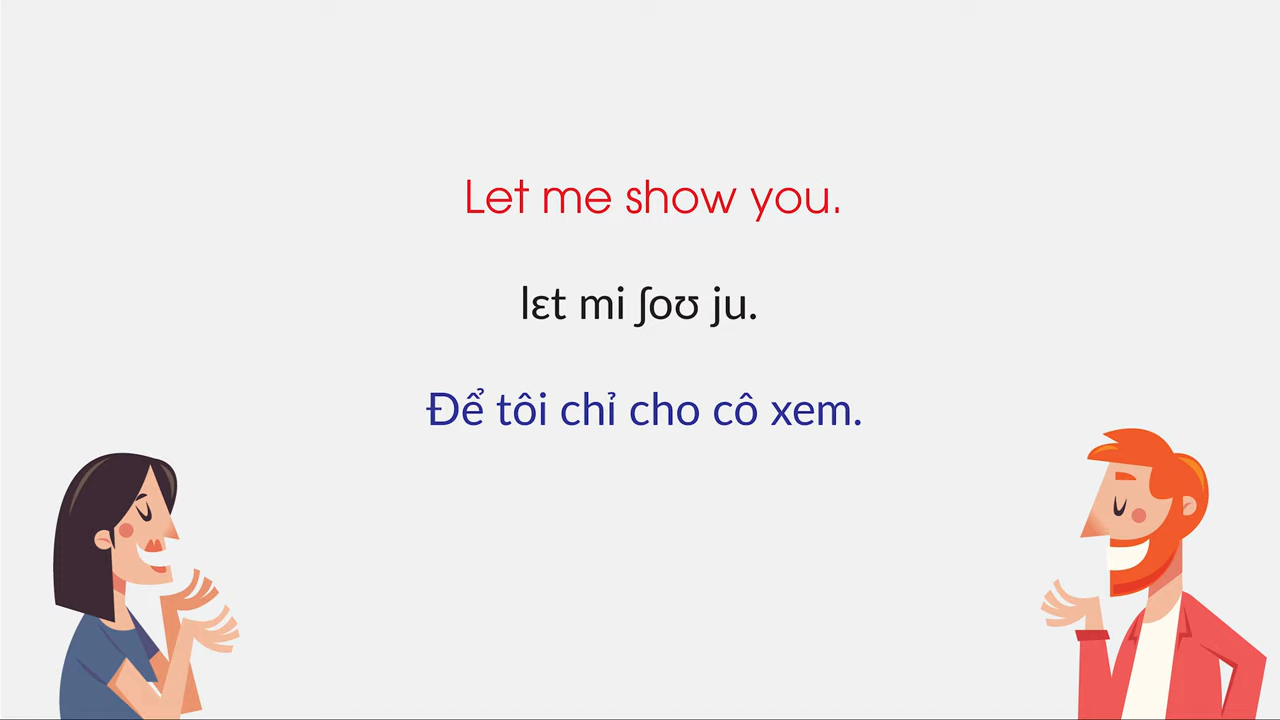 Let me show you.
lɛt mi ʃoʊ ju.
Để tôi chỉ cho cô xem.